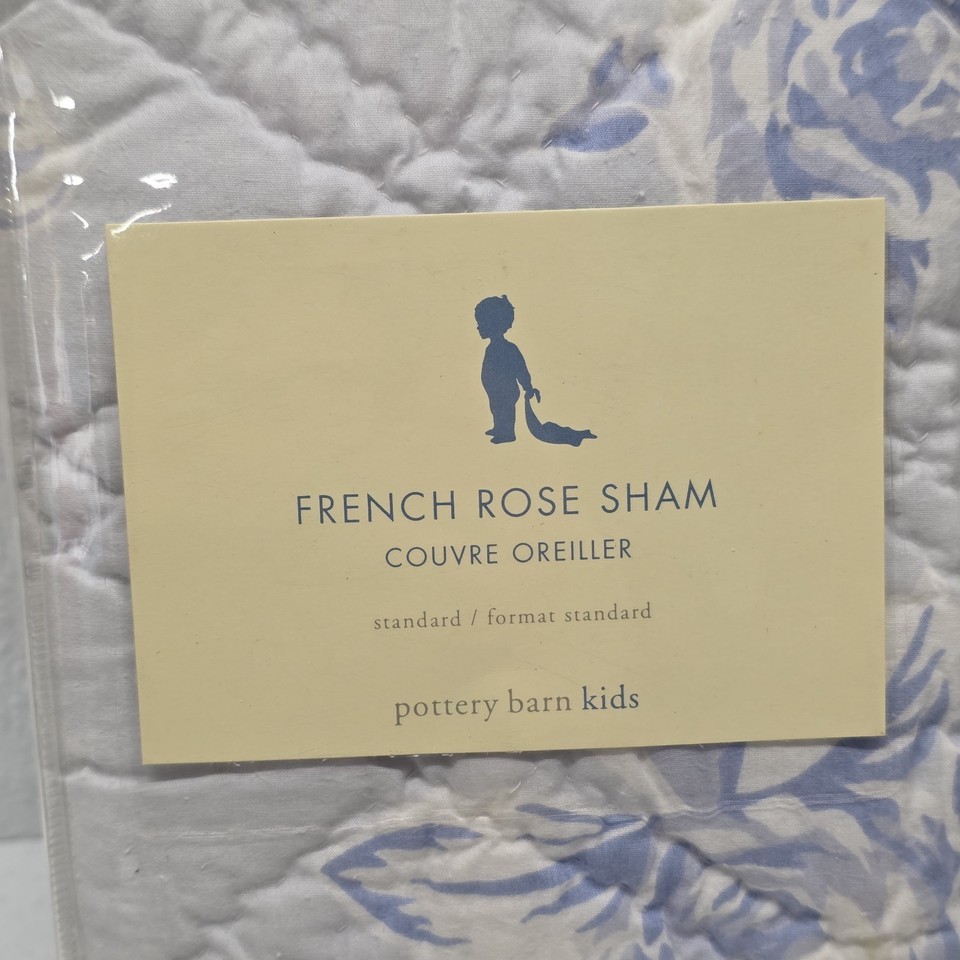 FRENCH ROSE SHAM
COUVRE OREILLER
standard / format standard
pottery barn kids